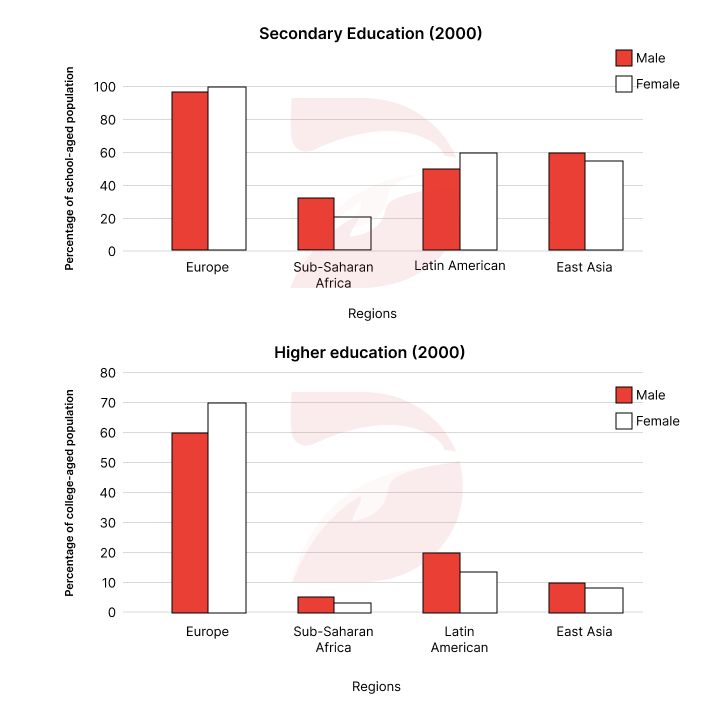 Secondary Education (2000)
Male
Female
Percentage of school-aged population
100
80
60
40
20
0
Europe
Sub-Saharan
Africa
Latin American
East Asia
Regions
Higher education (2000)
Male
Female
Percentage of college-aged population
80
70
60
50
40
30
20
10
0
Europe
Sub-Saharan
Africa
Latin
American
East Asia
Regions